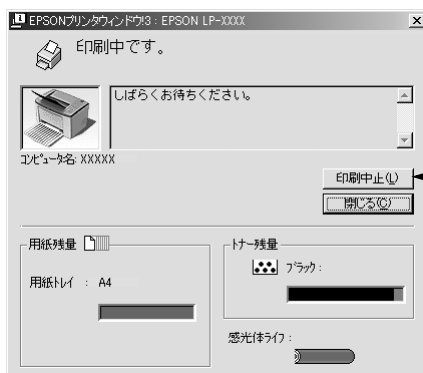 EPSONプリンタウィンドウ!3 : EPSON LP-XXXX
印刷中です。
しばらくお待ちください。
コンピュータ名: XXXXX
印刷中止(L)
閉じる(C)
用紙残量
用紙トレイ : A4
トナー残量
ブラック :
感光体ライフ :